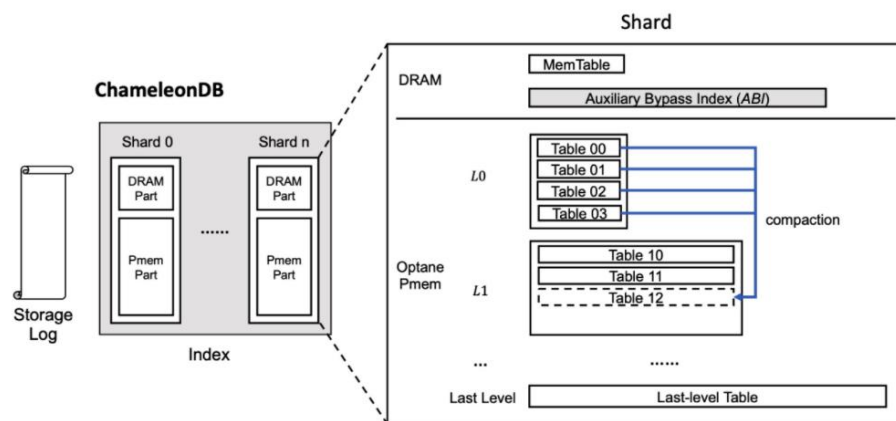 Shard
MemTable
DRAM
Auxiliary Bypass Index (ABI)
ChameleonDB
Shard 0
Shard n
DRAM
Part
DRAM
Part
......
Pmem
Part
Pmem
Part
Storage
Log
Index
L0
Table 00
Table 01
Table 02
Table 03
compaction
Optane
Pmem
L1
Table 10
Table 11
Table 12
...
......
Last Level
Last-level Table